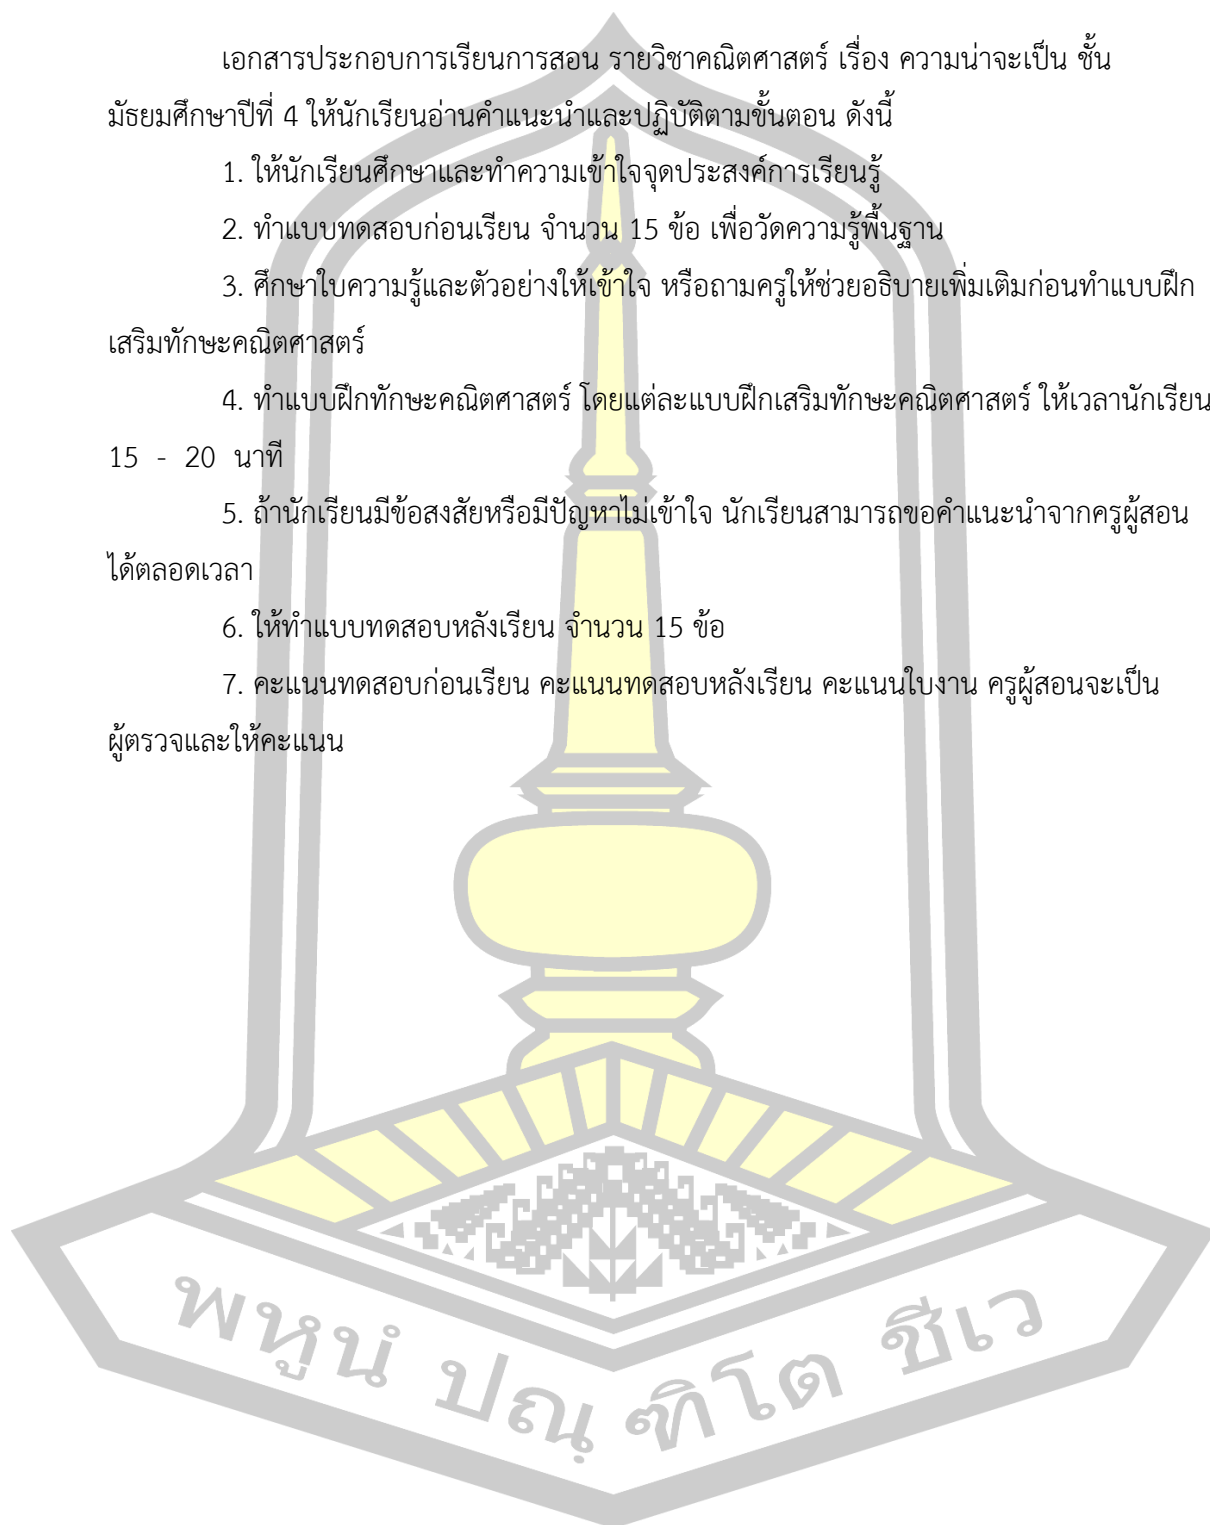 เอกสารประกอบการเรียนการสอน รายวิชาคณิตศาสตร์ เรื่อง ความน่าจะเป็น ชั้น
มัธยมศึกษาปีที่ 4 ให้นักเรียนอ่านคำแนะนำและปฏิบัติตามขั้นตอน ดังนี้
1. ให้นักเรียนศึกษาและทำความเข้าใจจุดประสงค์การเรียนรู้
2. ทำแบบทดสอบก่อนเรียน จำนวน 15 ข้อ เพื่อวัดความรู้พื้นฐาน
3. ศึกษาใบความรู้และตัวอย่างให้เข้าใจ หรือถามครูให้ช่วยอธิบายเพิ่มเติมก่อนทำแบบฝึก
เสริมทักษะคณิตศาสตร์
4. ทำแบบฝึกทักษะคณิตศาสตร์ โดยแต่ละแบบฝึกเสริมทักษะคณิตศาสตร์ ให้เวลานักเรียน
15 - 20 นาที
5. ถ้านักเรียนมีข้อสงสัยหรือมีปัญหาไม่เข้าใจ นักเรียนสามารถขอคำแนะนำจากครูผู้สอน
ได้ตลอดเวลา
6. ให้ทำแบบทดสอบหลังเรียน จำนวน 15 ข้อ
7. คะแนนทดสอบก่อนเรียน คะแนนทดสอบหลังเรียน คะแนนใบงาน ครูผู้สอนจะเป็น
ผู้ตรวจและให้คะแนน
พหูนํ ปณฺ ฑิโต ชีเว